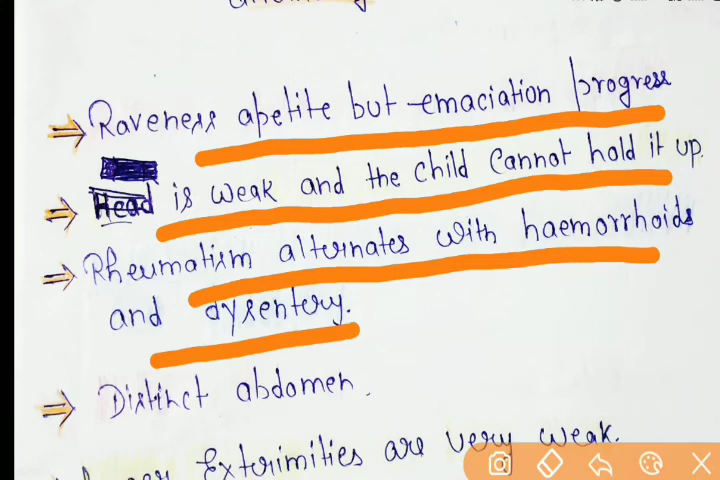 Raveness apetite but emaciation progress
Head is weak and the child cannot hold it up.
Rheumatism alternates with haemorrhoids
and dysentery.
Distinct abdomen.
Extrimities are very weak.